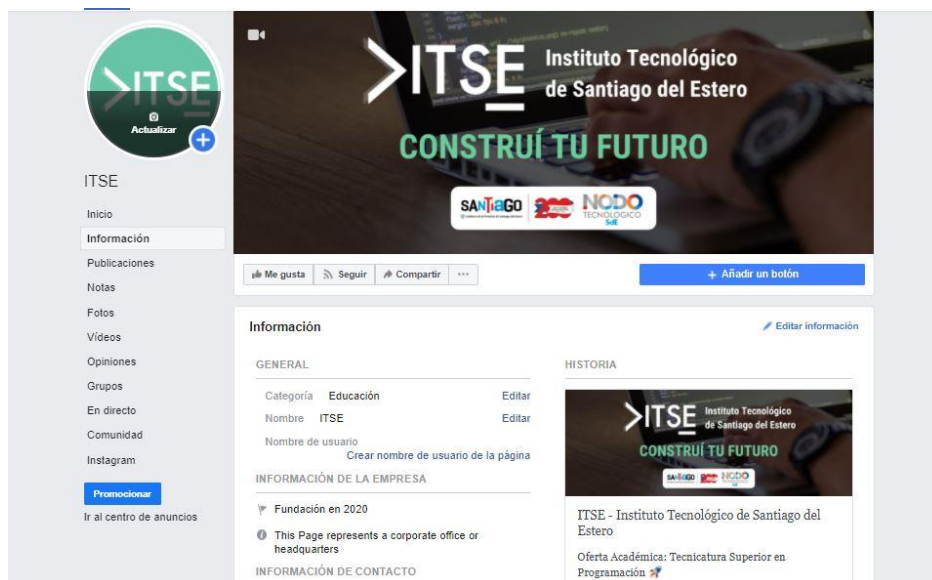 >ITSE
Actualizar
ITSE
Inicio
Información
Publicaciones
Notas
Fotos
Vídeos
Opiniones
Grupos
En directo
Comunidad
Instagram
Promocionar
Ir al centro de anuncios
>ITSE
Instituto Tecnológico
de Santiago del Estero
CONSTRUÍ TU FUTURO
SANTIAGO
NODO
TECNOLÓGICO
SdE
Me gusta
Seguir
Compartir
...
+ Añadir un botón
Información
Editar información
GENERAL
Categoría Educación Editar
Nombre ITSE Editar
Nombre de usuario
Crear nombre de usuario de la página
INFORMACIÓN DE LA EMPRESA
Fundación en 2020
This Page represents a corporate office or
headquarters
INFORMACIÓN DE CONTACTO
HISTORIA
>ITSE
Instituto Tecnológico
de Santiago del Estero
CONSTRUÍ TU FUTURO
SANTIAGO
NODO
ITSE - Instituto Tecnológico de Santiago del
Estero
Oferta Académica: Tecnicatura Superior en
Programación 🚀